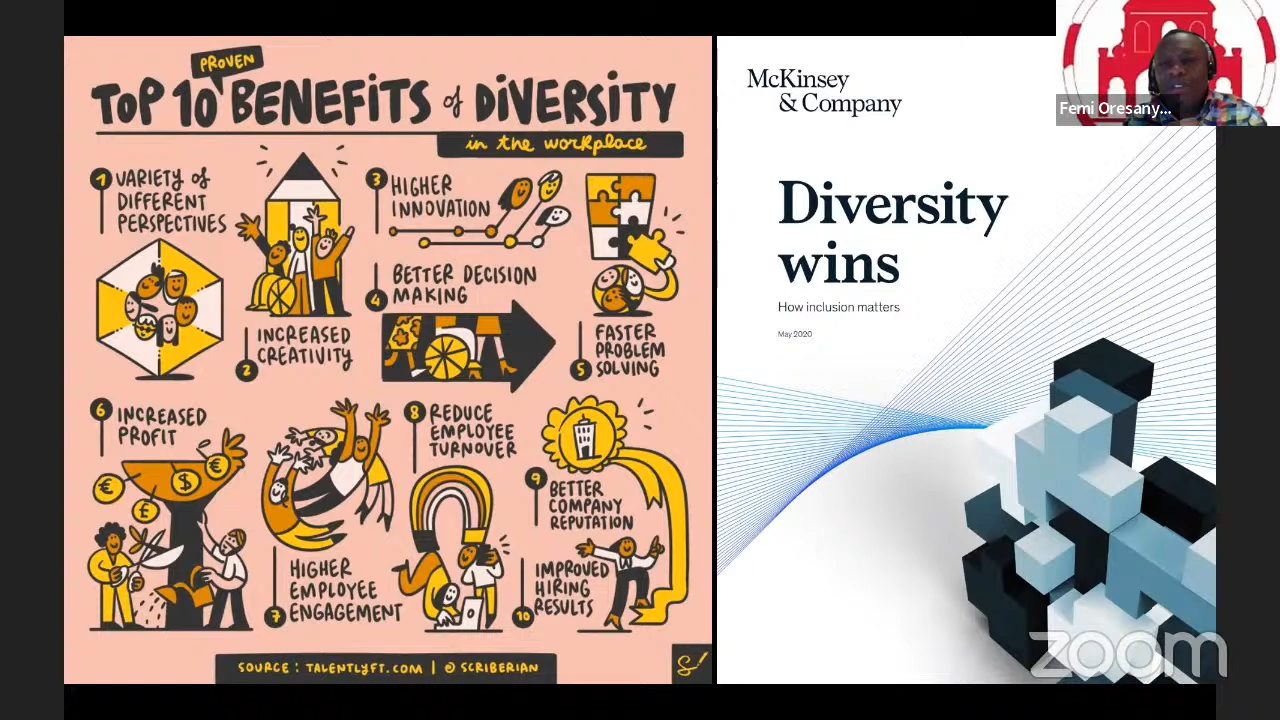 PROVEN
TOP 10 BENEFITS of DIVERSITY
in the workplace
1 VARIETY of
DIFFERENT
PERSPECTIVES
2 INCREASED
CREATIVITY
3 HIGHER
INNOVATION
4 BETTER DECISION
MAKING
5 FASTER
PROBLEM
SOLVING
6 INCREASED
PROFIT
€
$
€
£
7 HIGHER
EMPLOYEE
ENGAGEMENT
8 REDUCE
EMPLOYEE
TURNOVER
9 BETTER
COMPANY
REPUTATION
10 IMPROVED
HIRING
RESULTS
SOURCE : TALENTLYFT.COM | @ SCRIBERIAN
McKinsey
& Company
Diversity
wins
How inclusion matters
May 2020
Femi Oresany...
zoom